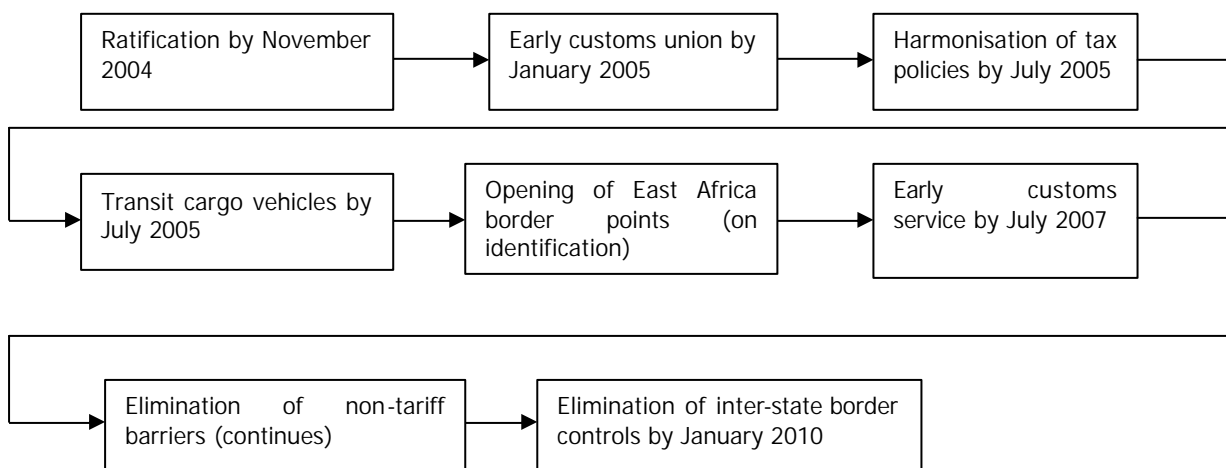 Ratification by November
2004
Early customs union by
January 2005
Harmonisation of tax
policies by July 2005
Transit cargo vehicles by
July 2005
Opening of East Africa
border points (on
identification)
Early customs
service by July 2007
Elimination of non-tariff
barriers (continues)
Elimination of inter-state border
controls by January 2010